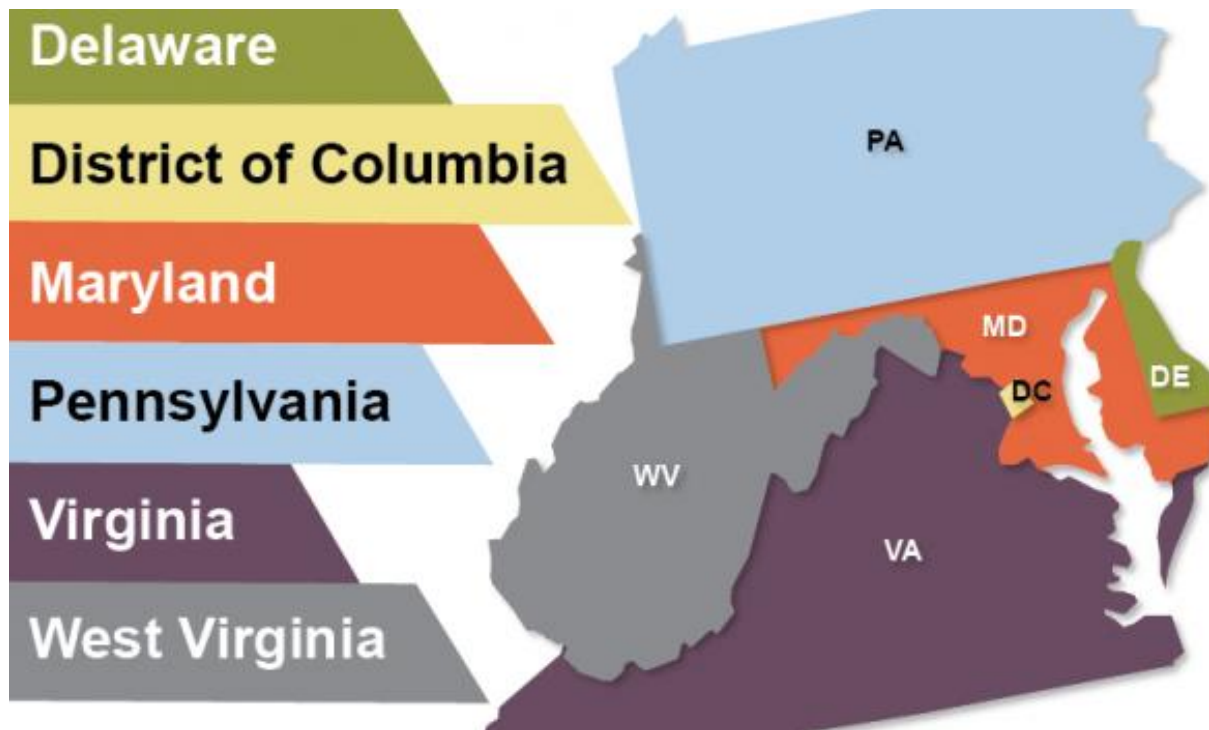 Delaware
District of Columbia
Maryland
Pennsylvania
Virginia
West Virginia
PA
MD
DE
DC
WV
VA